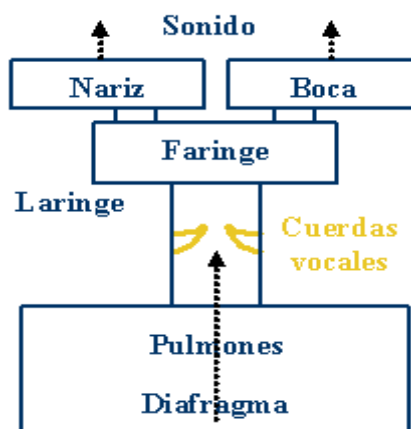 Sonido
Nariz
Boca
Faringe
Laringe
Cuerdas
vocales
Pulmones
Diafragma